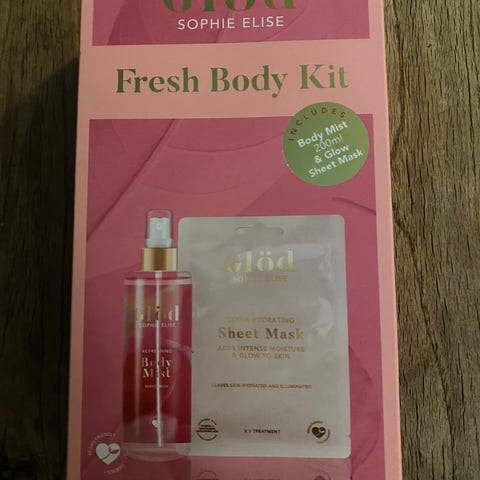 Glöd
SOPHIE ELISE
Fresh Body Kit
INCLUDES:
Body Mist
200ml
& Glow
Sheet Mask
Glöd
SOPHIE ELISE
REFRESHING
Body
Mist
Glöd
SOPHIE ELISE
ULTRA HYDRATING
Sheet Mask
ADDS INTENSE MOISTURE
& GLOW TO SKIN
LEAVES SKIN HYDRATED AND ILLUMINATED
X 1 TREATMENT